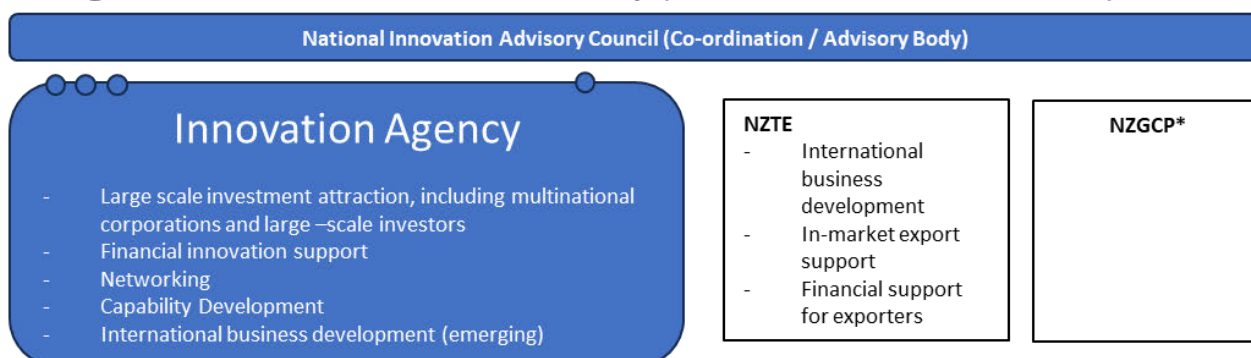 National Innovation Advisory Council (Co-ordination / Advisory Body)
Innovation Agency
- Large scale investment attraction, including multinational
corporations and large –scale investors
- Financial innovation support
- Networking
- Capability Development
- International business development (emerging)
NZTE
- International
business
development
- In-market export
support
- Financial support
for exporters
NZGCP*